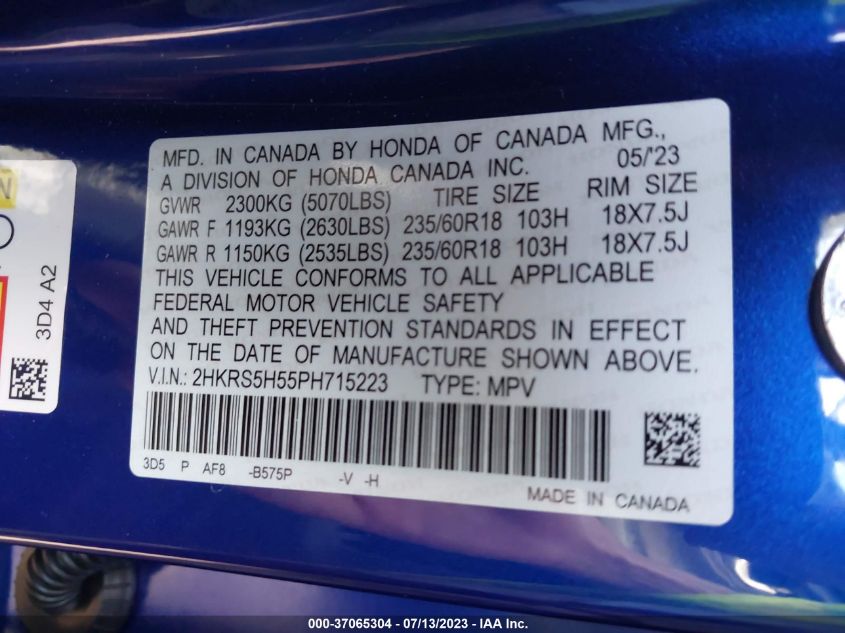 MFD. IN CANADA BY HONDA OF CANADA MFG.,
A DIVISION OF HONDA CANADA INC. 05/'23
GVWR 2300KG (5070LBS) TIRE SIZE RIM SIZE
GAWR F 1193KG (2630LBS) 235/60R18 103H 18X7.5J
GAWR R 1150KG (2535LBS) 235/60R18 103H 18X7.5J
THIS VEHICLE CONFORMS TO ALL APPLICABLE
FEDERAL MOTOR VEHICLE SAFETY
AND THEFT PREVENTION STANDARDS IN EFFECT
ON THE DATE OF MANUFACTURE SHOWN ABOVE.
V.I.N.: 2HKRS5H55PH715223 TYPE: MPV
3D5 P AF8 -B575P -V -H
MADE IN CANADA
3D4 A2
000-37065304 / 07/13/2023 - IAA Inc.